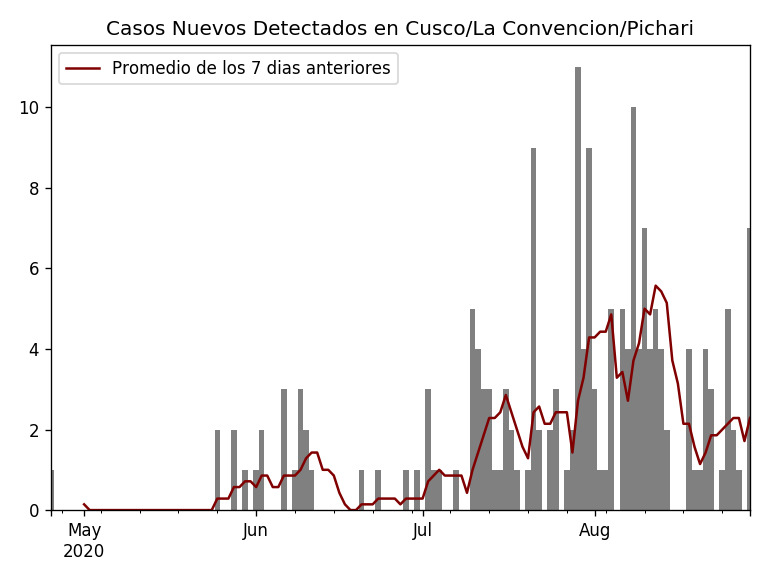 Casos Nuevos Detectados en Cusco/La Convencion/Pichari
Promedio de los 7 dias anteriores
10
8
6
4
2
0
May Jun Jul Aug
2020